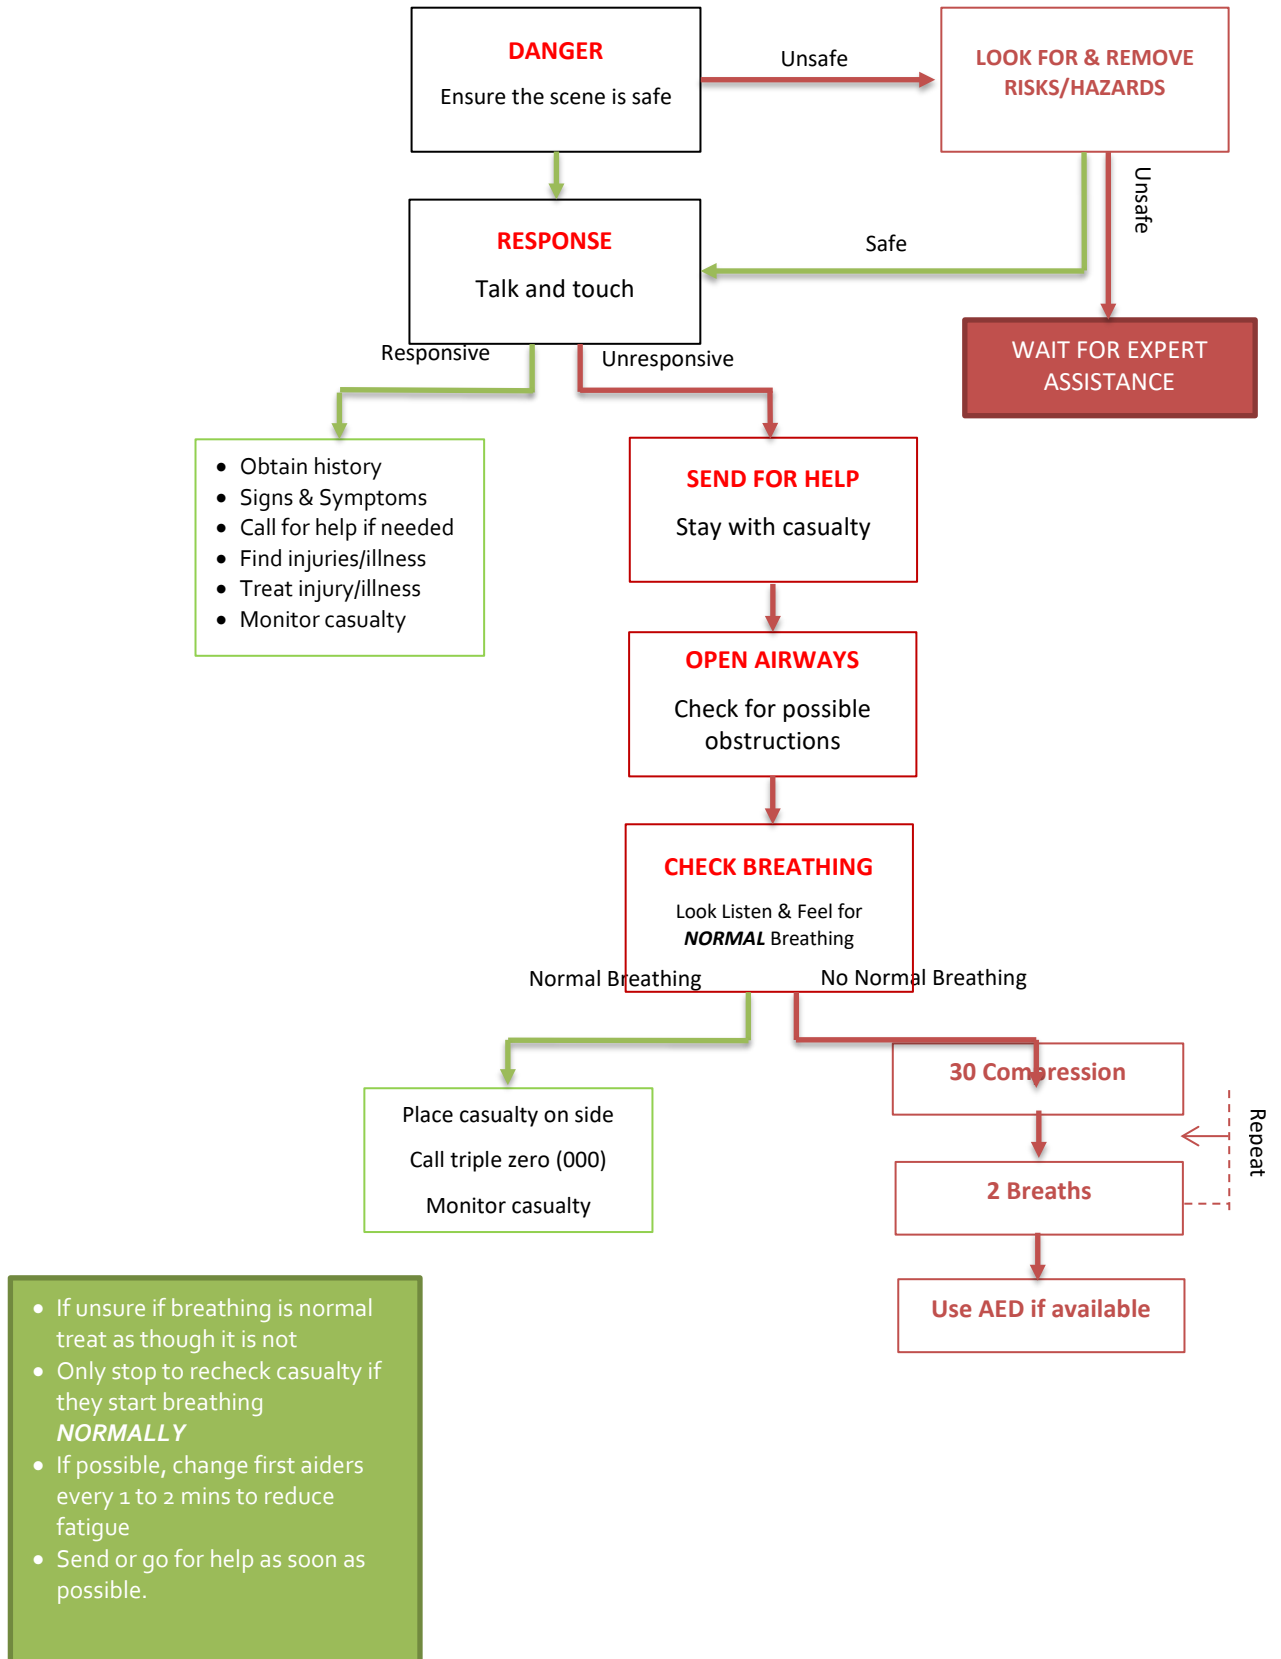 DANGER
Ensure the scene is safe
Unsafe
LOOK FOR & REMOVE
RISKS/HAZARDS
Unsafe
Safe
RESPONSE
Talk and touch
WAIT FOR EXPERT
ASSISTANCE
Responsive
Unresponsive
• Obtain history
• Signs & Symptoms
• Call for help if needed
• Find injuries/illness
• Treat injury/illness
• Monitor casualty
SEND FOR HELP
Stay with casualty
OPEN AIRWAYS
Check for possible
obstructions
CHECK BREATHING
Look Listen & Feel for
NORMAL Breathing
Normal Breathing
No Normal Breathing
Place casualty on side
Call triple zero (000)
Monitor casualty
30 Compression
Repeat
2 Breaths
Use AED if available
• If unsure if breathing is normal
treat as though it is not
• Only stop to recheck casualty if
they start breathing
NORMALLY
• If possible, change first aiders
every 1 to 2 mins to reduce
fatigue
• Send or go for help as soon as
possible.